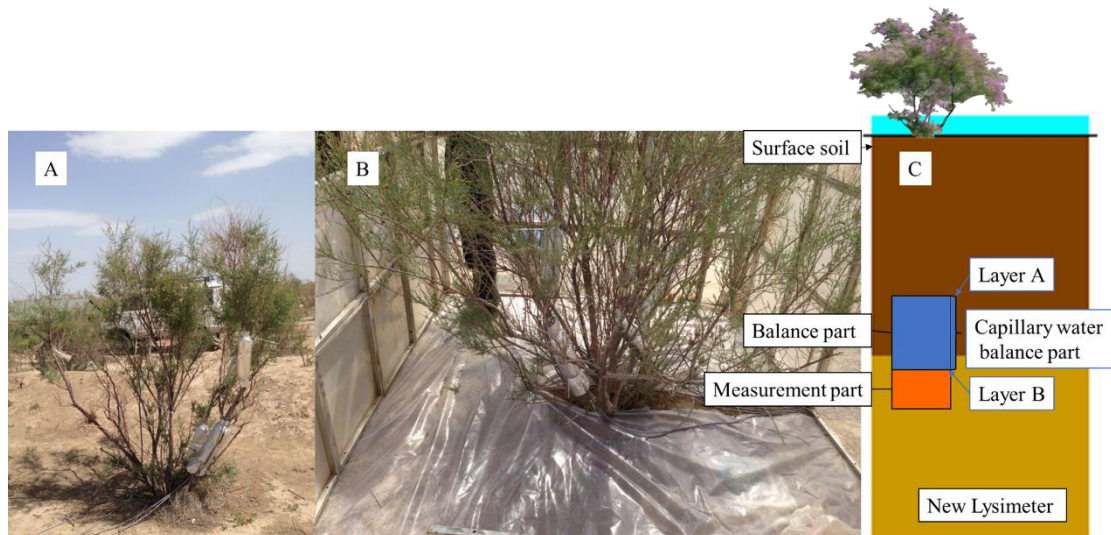 A
B
Surface soil
C
Layer A
Balance part
Capillary water
balance part
Measurement part
Layer B
New Lysimeter